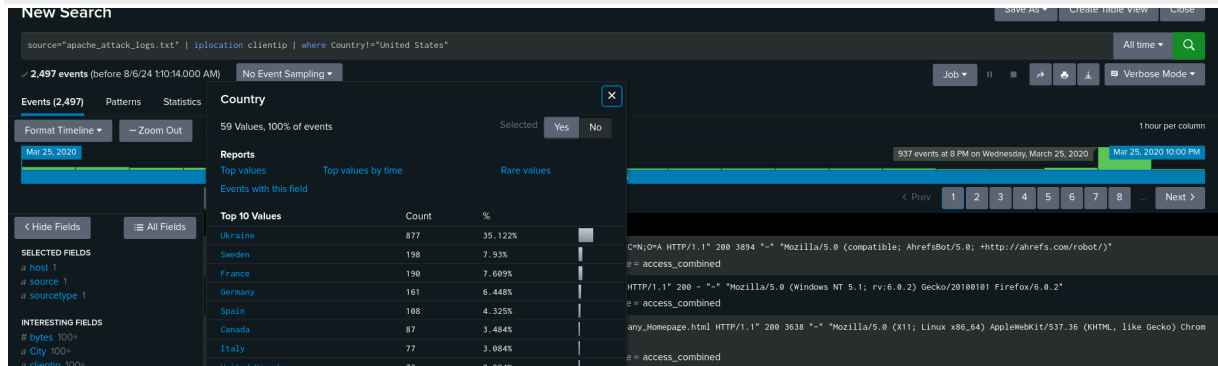 New Search
Save As ▾ Create Table View Close
source="apache_attack_logs.txt" | iplocation clientip | where Country!="United States"
All time ▾
✓ 2,497 events (before 8/6/24 1:10:14.000 AM) No Event Sampling ▾
Job ▾ Verbose Mode ▾
Events (2,497) Patterns Statistics
Country
59 Values, 100% of events
Selected Yes No
Format Timeline ▾ — Zoom Out
1 hour per column
Mar 25, 2020
937 events at 8 PM on Wednesday, March 25, 2020
Mar 25, 2020 10:00 PM
Reports
Top values Top values by time Rare values
Events with this field
< Prev 1 2 3 4 5 6 7 8 ... Next >
< Hide Fields All Fields
Top 10 Values Count %
Ukraine 877 35.122%
Sweden 198 7.93%
France 190 7.609%
Germany 161 6.448%
Spain 108 4.325%
Canada 87 3.484%
Italy 77 3.084%
SELECTED FIELDS
a host 1
a source 1
a sourcetype 1
INTERESTING FIELDS
# bytes 100+
a City 100+
a clientip 100+
C=N;O=A HTTP/1.1" 200 3894 "-" "Mozilla/5.0 (compatible; AhrefsBot/5.0; +http://ahrefs.com/robot/)"
e = access_combined
HTTP/1.1" 200 - "-" "Mozilla/5.0 (Windows NT 5.1; rv:6.0.2) Gecko/20100101 Firefox/6.0.2"
e = access_combined
any_Homepage.html HTTP/1.1" 200 3638 "-" "Mozilla/5.0 (X11; Linux x86_64) AppleWebKit/537.36 (KHTML, like Gecko) Chrom
e = access_combined